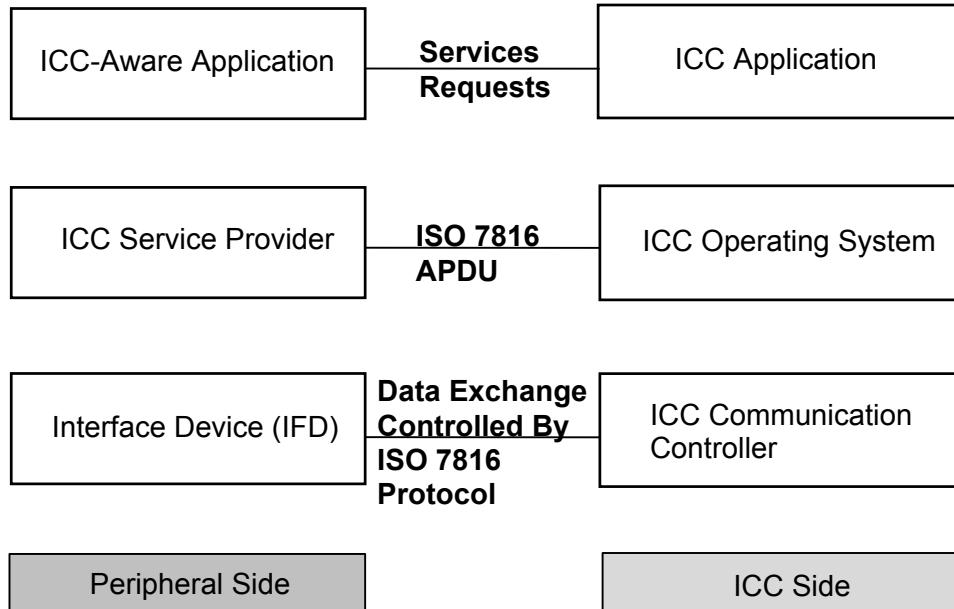 ICC-Aware Application
Services
Requests
ICC Application
ICC Service Provider
ISO 7816
APDU
ICC Operating System
Interface Device (IFD)
Data Exchange
Controlled By
ISO 7816
Protocol
ICC Communication
Controller
Peripheral Side
ICC Side